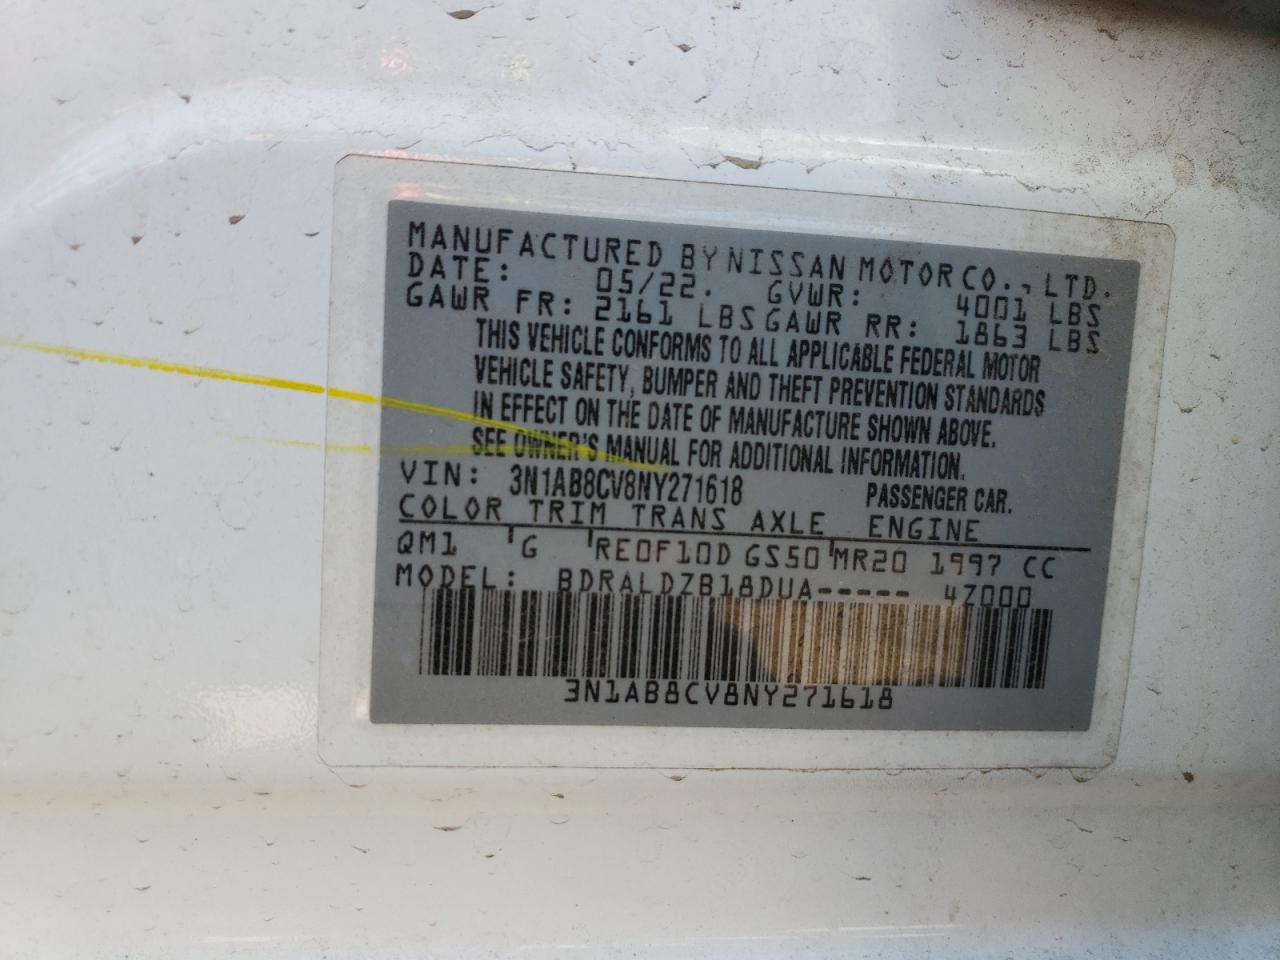 MANUFACTURED BY NISSAN MOTOR CO., LTD.
DATE: 05/22. GVWR: 4001 LBS
GAWR FR: 2161 LBS GAWR RR: 1863 LBS
THIS VEHICLE CONFORMS TO ALL APPLICABLE FEDERAL MOTOR
VEHICLE SAFETY, BUMPER AND THEFT PREVENTION STANDARDS
IN EFFECT ON THE DATE OF MANUFACTURE SHOWN ABOVE.
SEE OWNER'S MANUAL FOR ADDITIONAL INFORMATION.
VIN: 3N1AB8CV8NY271618 PASSENGER CAR.
COLOR TRIM TRANS AXLE ENGINE
QM1 G RE0F10D GS50 MR20 1997 CC
MODEL: BDRALDZB18DUA----- 4Z000
3N1AB8CV8NY271618